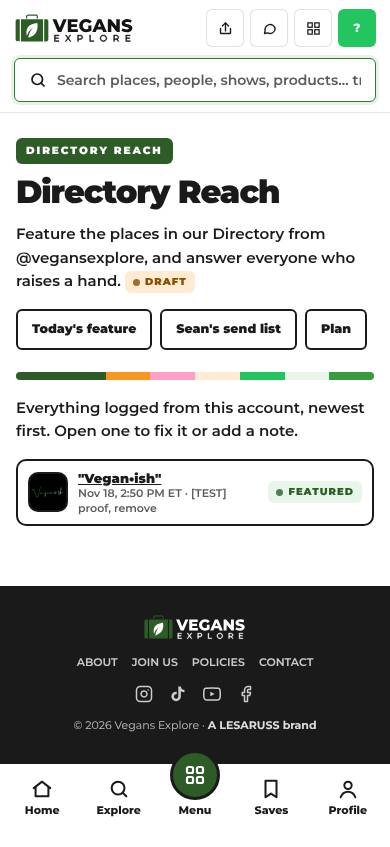 VEGANS
EXPLORE
?
Search places, people, shows, products... tr
DIRECTORY REACH
Directory Reach
Feature the places in our Directory from
@vegansexplore, and answer everyone who
raises a hand. DRAFT
Today's feature
Sean's send list
Plan
Everything logged from this account, newest
first. Open one to fix it or add a note.
"Vegan•ish"
Nov 18, 2:50 PM ET · [TEST]
proof, remove
FEATURED
VEGANS
EXPLORE
ABOUT JOIN US POLICIES CONTACT
© 2026 Vegans Explore · A LESARUSS brand
Home Explore Menu Saves Profile